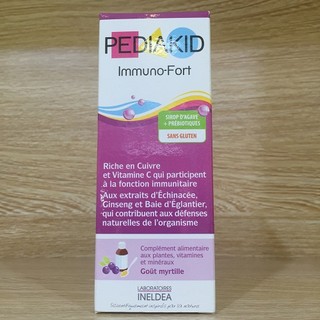 PEDIAKID
Immuno-Fort
SIROP D'AGAVE
+ PRÉBIOTIQUES
SANS GLUTEN
Riche en Cuivre
et Vitamine C qui participent
à la fonction immunitaire
Aux extraits d'Échinacée,
Ginseng et Baie d'Églantier,
qui contribuent aux défenses
naturelles de l'organisme
Complément alimentaire
aux plantes, vitamines
et minéraux
Goût myrtille
LABORATOIRES
INELDEA